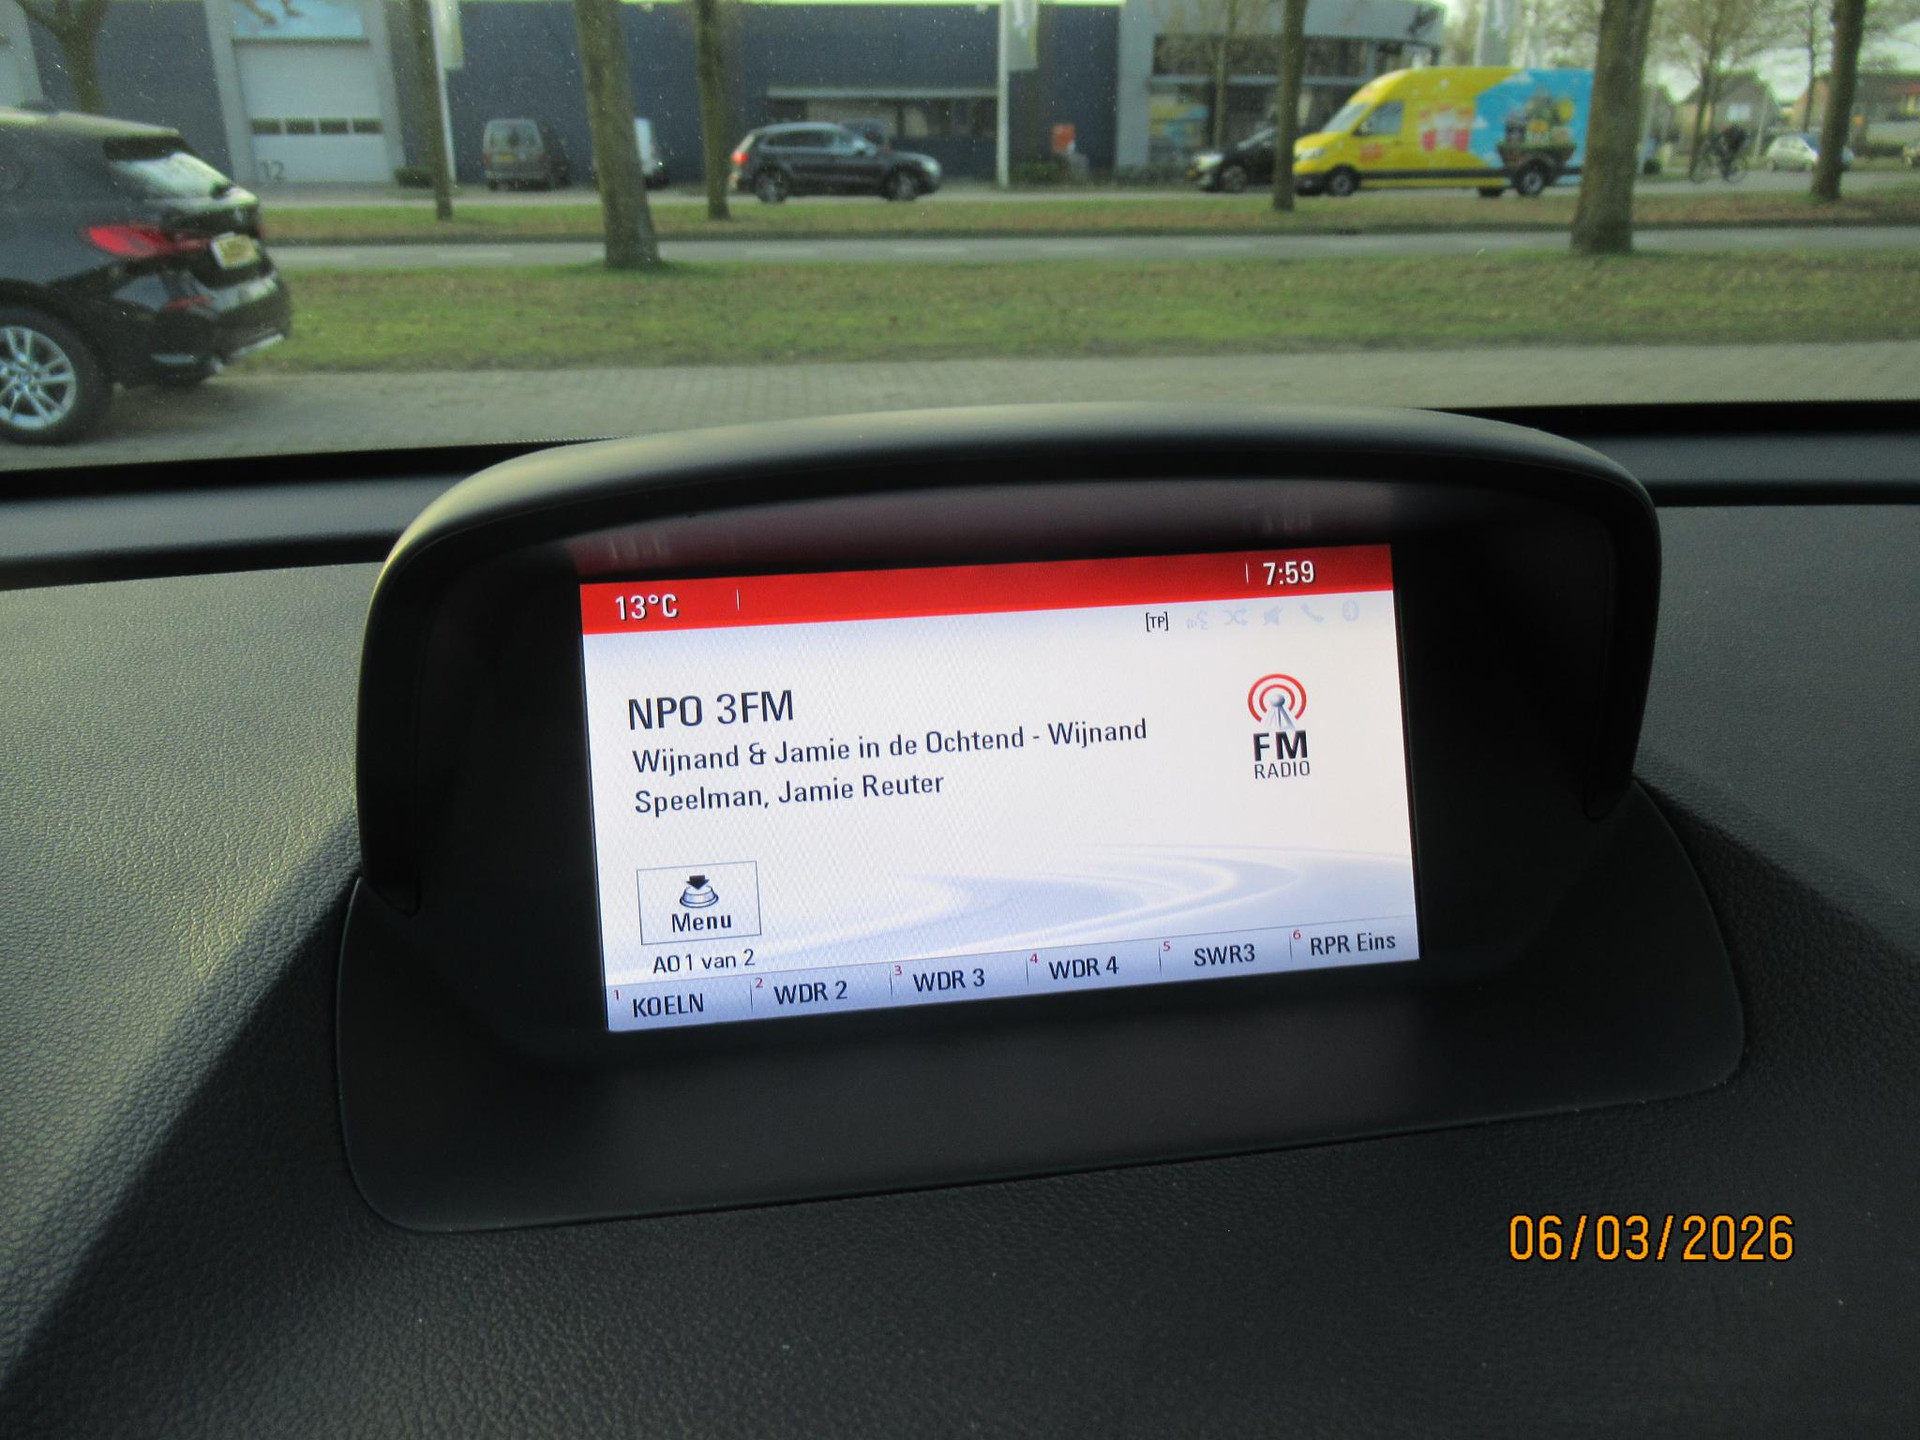 12
13°C 7:59
[TP]
NPO 3FM
Wijnand & Jamie in de Ochtend - Wijnand
Speelman, Jamie Reuter
FM
RADIO
Menu
AO1 van 2
1 KOELN 2 WDR 2 3 WDR 3 4 WDR 4 5 SWR3 6 RPR Eins
06/03/2026